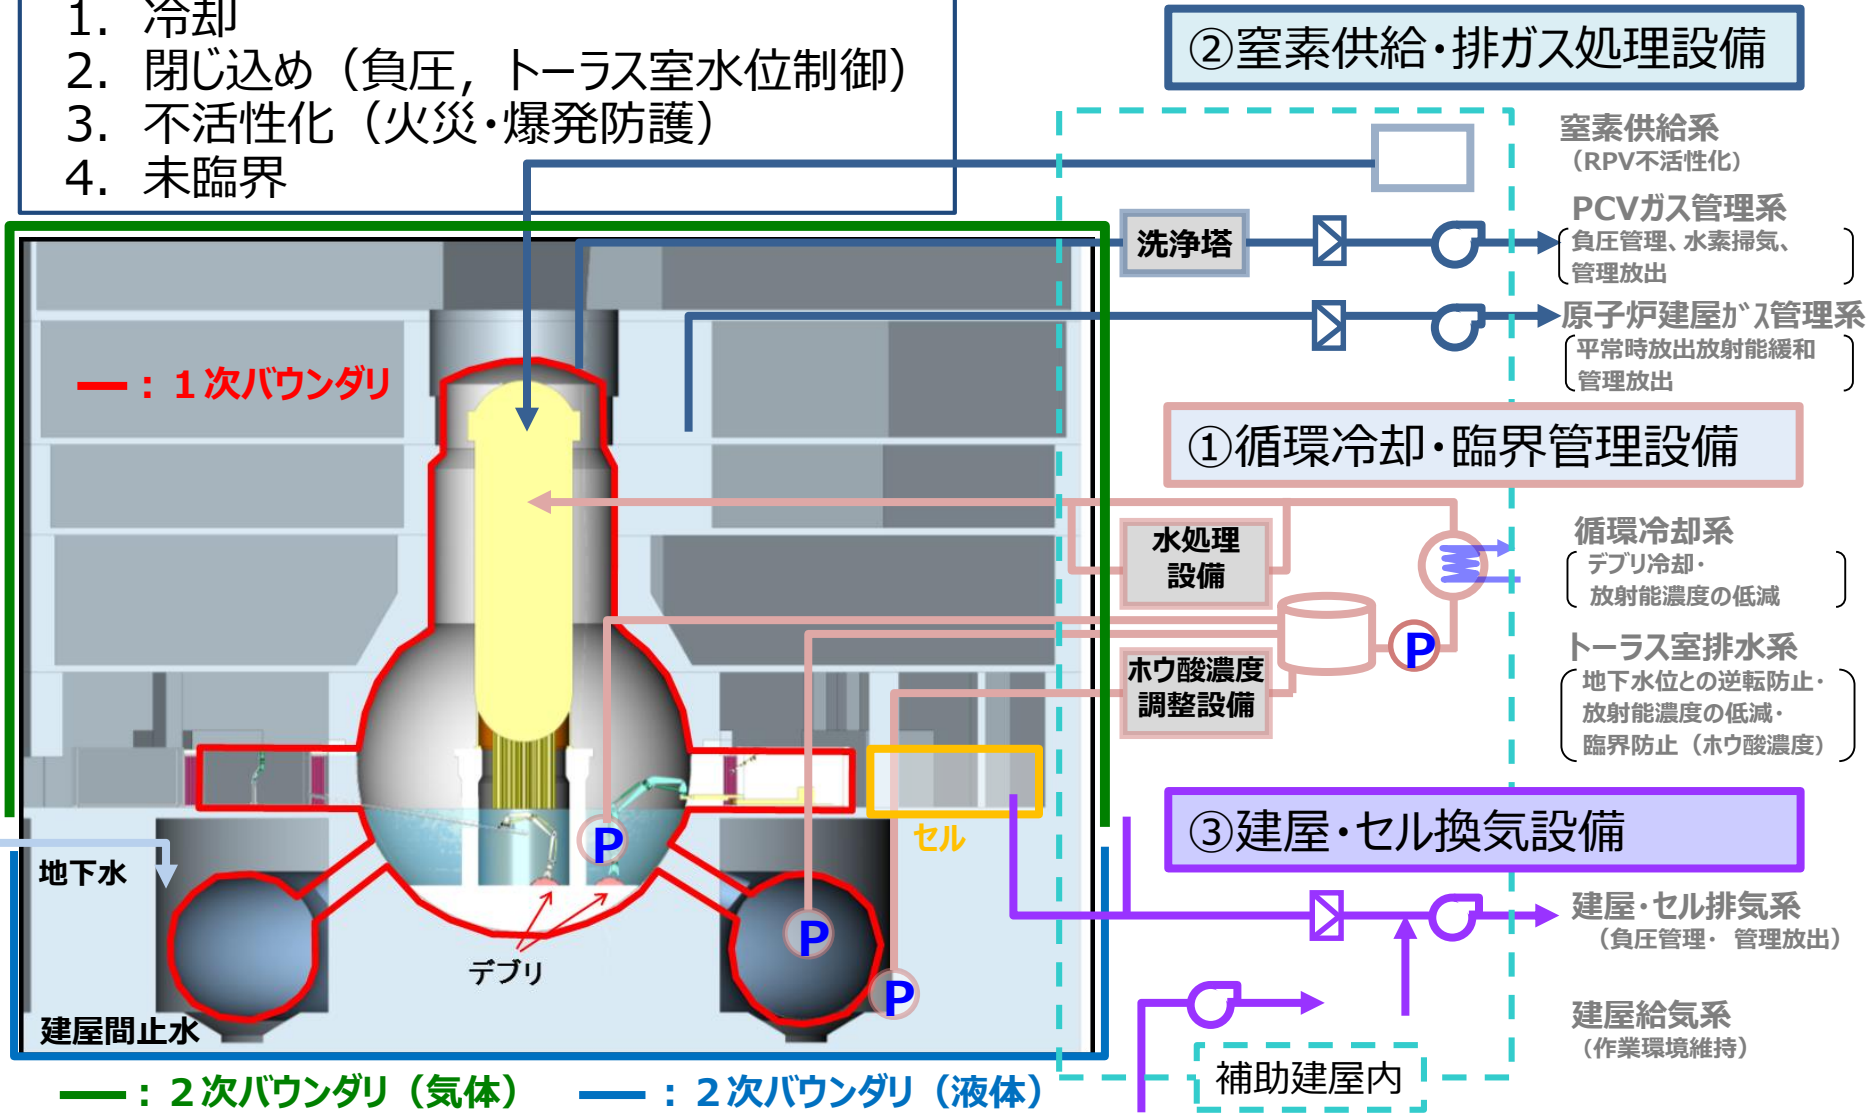 1. 冷却
2. 閉じ込め（負圧，トーラス室水位制御）
3. 不活性化（火災・爆発防護）
4. 未臨界
②窒素供給・排ガス処理設備
窒素供給系
（RPV不活性化）
洗浄塔
PCVガス管理系
負圧管理、水素掃気、
管理放出
原子炉建屋ｶﾞｽ管理系
平常時放出放射能緩和
管理放出
：１次バウンダリ
①循環冷却・臨界管理設備
水処理
設備
循環冷却系
デブリ冷却・
放射能濃度の低減
P
ホウ酸濃度
調整設備
トーラス室排水系
地下水位との逆転防止・
放射能濃度の低減・
臨界防止（ホウ酸濃度）
P
セル
③建屋・セル換気設備
地下水
P
P
デブリ
建屋・セル排気系
（負圧管理・ 管理放出）
建屋間止水
建屋給気系
（作業環境維持）
補助建屋内
：２次バウンダリ（気体）
：２次バウンダリ（液体）